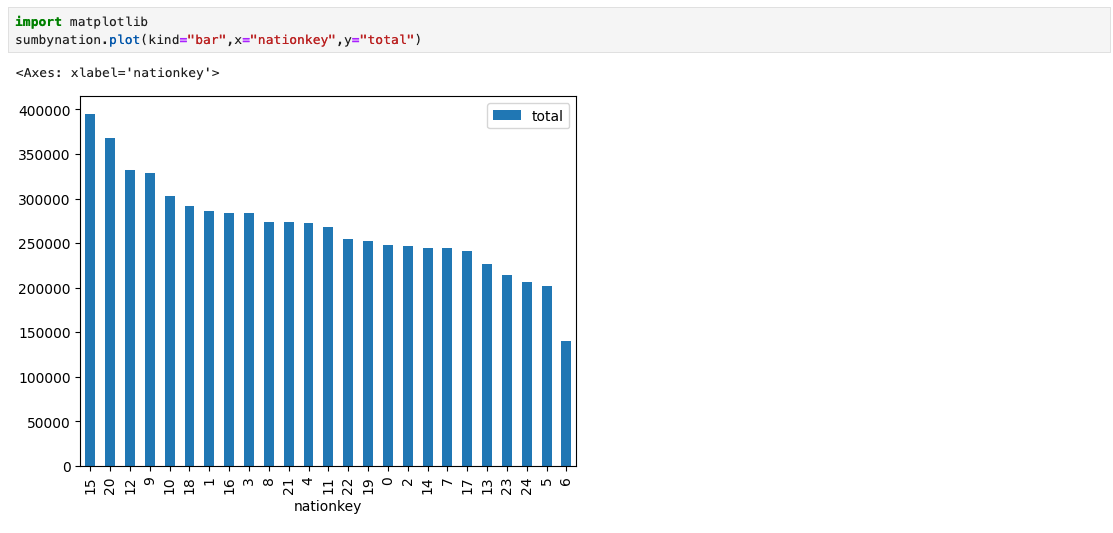 import matplotlib
sumbynation.plot(kind="bar",x="nationkey",y="total")
<Axes: xlabel='nationkey'>
total
400000
350000
300000
250000
200000
150000
100000
50000
0
15 20 12 9 10 18 1 16 3 8 21 4 11 22 19 0 2 14 7 17 13 23 24 5 6
nationkey